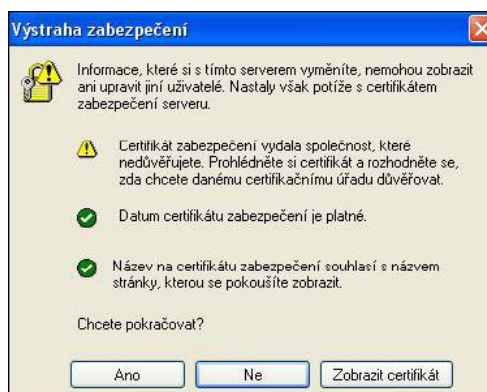 Výstraha zabezpečení
Informace, které si s tímto serverem vyměníte, nemohou zobrazit
ani upravit jiní uživatelé. Nastaly však potíže s certifikátem
zabezpečení serveru.
Certifikát zabezpečení vydala společnost, které
nedůvěřujete. Prohlédněte si certifikát a rozhodněte se,
zda chcete danému certifikačnímu úřadu důvěřovat.
Datum certifikátu zabezpečení je platné.
Název na certifikátu zabezpečení souhlasí s názvem
stránky, kterou se pokoušíte zobrazit.
Chcete pokračovat?
Ano Ne Zobrazit certifikát